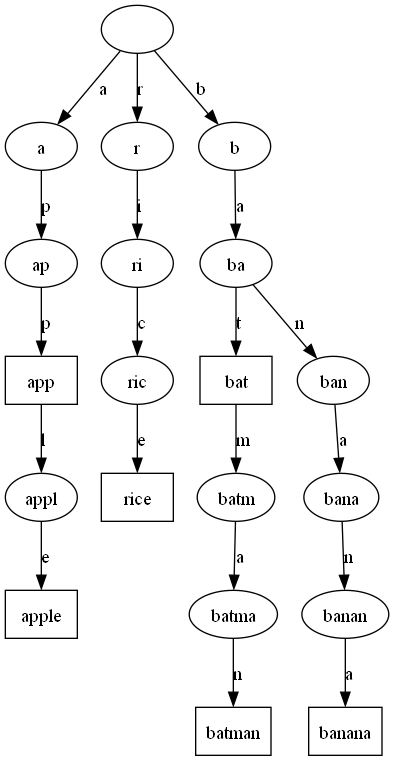 a r b
a r b
p i a
ap ri ba
p c t n
app ric bat ban
l e m a
appl rice batm bana
e a n
apple batma banan
n a
batman banana